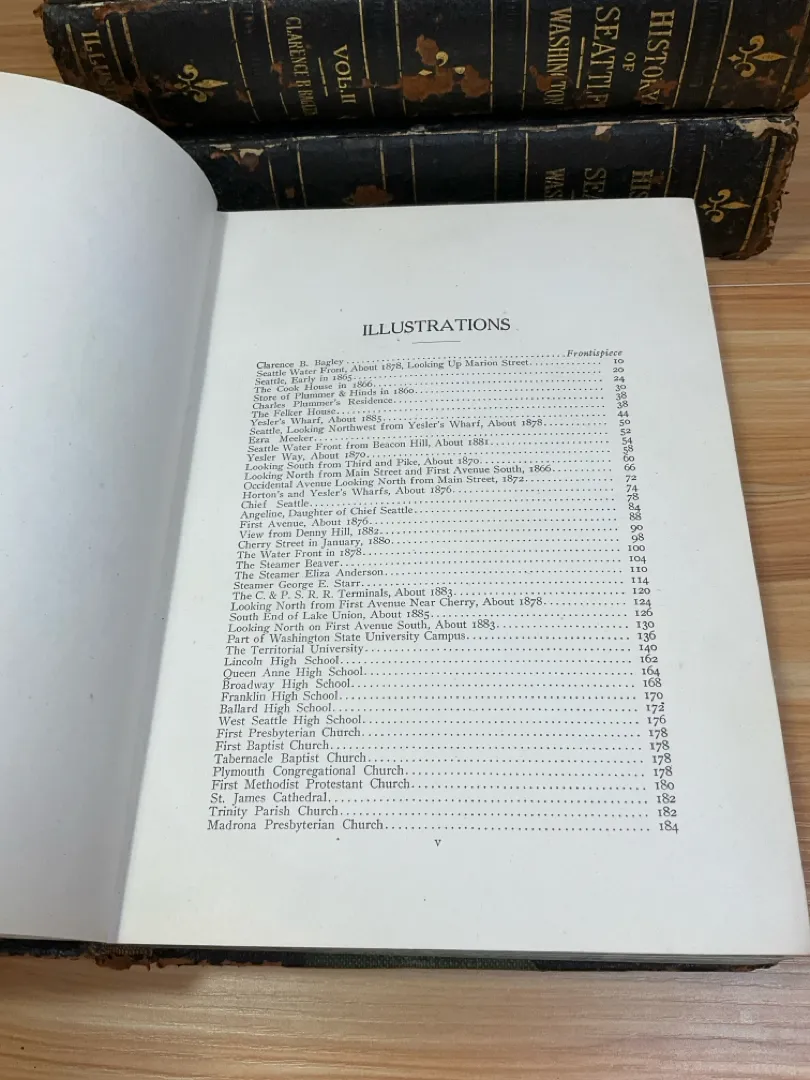 HISTORY
OF
SEATTLE
WASHINGTON
VOL. II
CLARENCE B. BAGLEY
HIS
SEA
WAS
ILLUSTRATIONS
Clarence B. Bagley Frontispiece
Seattle Water Front, About 1878, Looking Up Marion Street 10
Seattle, Early in 1865 20
The Cook House in 1866 24
Store of Plummer & Hinds in 1860 30
Charles Plummer's Residence 38
The Felker House 38
Yesler's Wharf, About 1885 44
Seattle, Looking Northwest from Yesler's Wharf, About 1878 50
Ezra Meeker 52
Seattle Water Front from Beacon Hill, About 1881 54
Yesler Way, About 1870 58
Looking South from Third and Pike, About 1870 60
Looking North from Main Street and First Avenue South, 1866 66
Occidental Avenue Looking North from Main Street, 1872 72
Horton's and Yesler's Wharfs, About 1876 74
Chief Seattle 78
Angeline, Daughter of Chief Seattle 84
First Avenue, About 1876 88
View from Denny Hill, 1882 90
Cherry Street in January, 1880 98
The Water Front in 1878 100
The Steamer Beaver 104
The Steamer Eliza Anderson 110
Steamer George E. Starr 114
The C. & P. S. R. R. Terminals, About 1883 120
Looking North from First Avenue Near Cherry, About 1878 124
South End of Lake Union, About 1885 126
Looking North on First Avenue South, About 1883 130
Part of Washington State University Campus 136
The Territorial University 140
Lincoln High School 162
Queen Anne High School 164
Broadway High School 168
Franklin High School 170
Ballard High School 172
West Seattle High School 176
First Presbyterian Church 178
First Baptist Church 178
Tabernacle Baptist Church 178
Plymouth Congregational Church 178
First Methodist Protestant Church 180
St. James Cathedral 182
Trinity Parish Church 182
Madrona Presbyterian Church 184
v